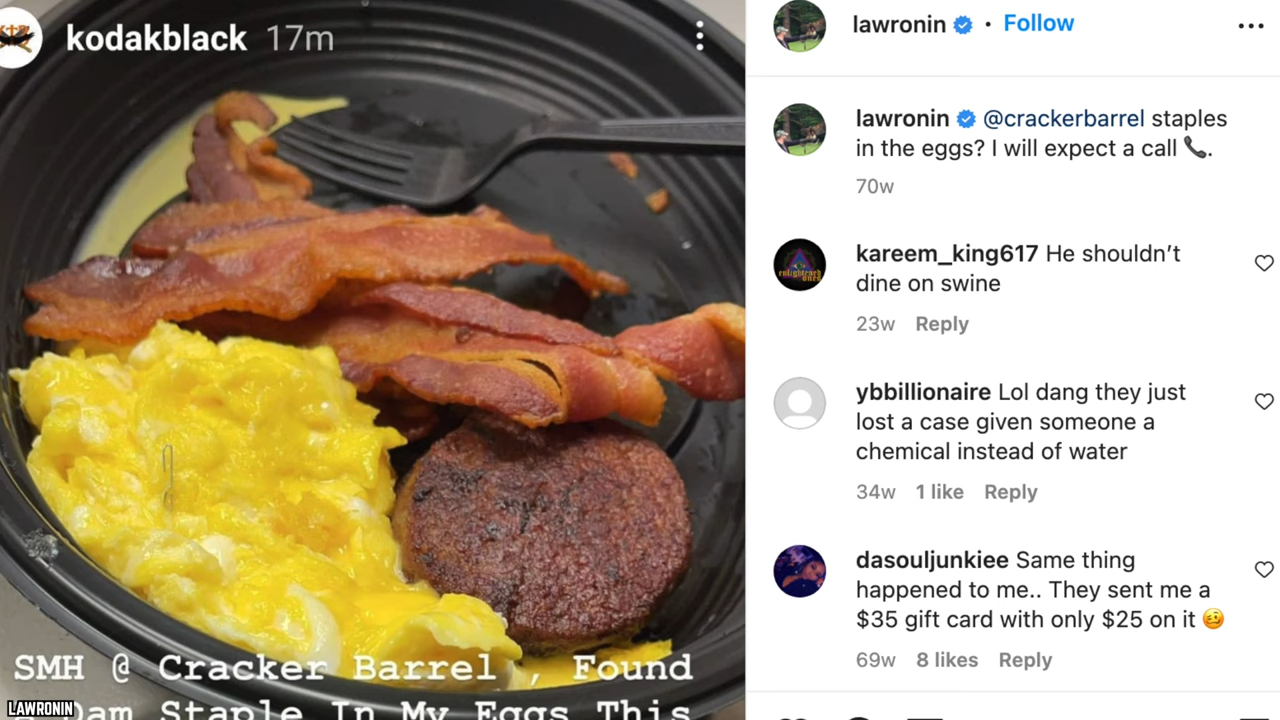 kodakblack 17m
SMH @ Cracker Barrel , Found
Dam Staple In My Eggs This
LAWRONIN
lawronin • Follow
lawronin @crackerbarrel staples
in the eggs? I will expect a call 📞.
70w
kareem_king617 He shouldn’t
dine on swine
23w Reply
ybbillionaire Lol dang they just
lost a case given someone a
chemical instead of water
34w 1 like Reply
dasouljunkiee Same thing
happened to me.. They sent me a
$35 gift card with only $25 on it 🥴
69w 8 likes Reply